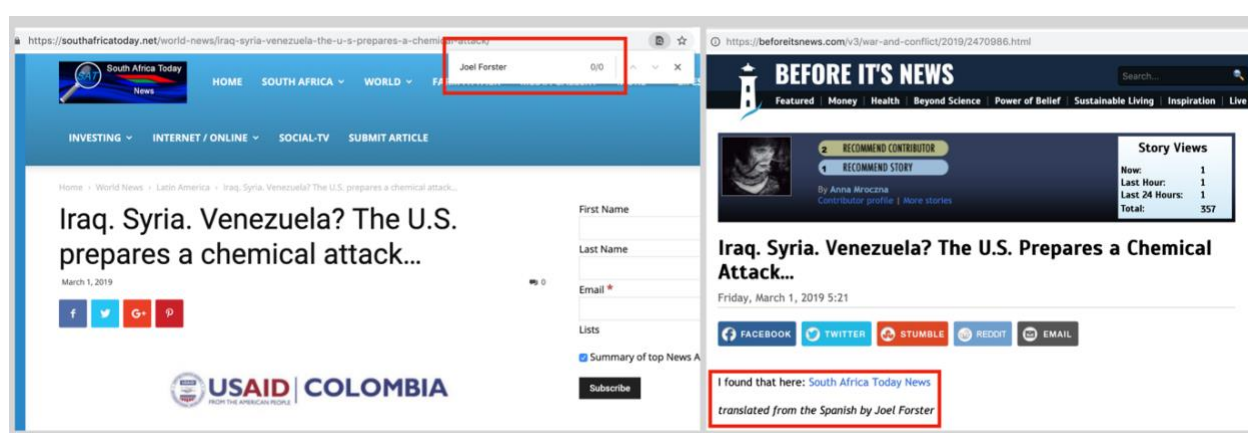 https://southafricatoday.net/world-news/iraq-syria-venezuela-the-u-s-prepares-a-chemical-attack/
Joel Forster 0/0
South Africa Today
SAT
News
HOME SOUTH AFRICA WORLD
INVESTING INTERNET / ONLINE SOCIAL-TV SUBMIT ARTICLE
Home › World News › Latin America › Iraq. Syria. Venezuela? The U.S. prepares a chemical attack...
Iraq. Syria. Venezuela? The U.S.
prepares a chemical attack...
March 1, 2019 0
First Name
Last Name
Email *
Lists
Summary of top News A
Subscribe
USAID COLOMBIA
FROM THE AMERICAN PEOPLE
https://beforeitsnews.com/v3/war-and-conflict/2019/2470986.html
BEFORE IT'S NEWS
Search...
Featured | Money | Health | Beyond Science | Power of Belief | Sustainable Living | Inspiration | Live
2 RECOMMEND CONTRIBUTOR
1 RECOMMEND STORY
By Anna Mroczna
Contributor profile | More stories
Story Views
Now: 1
Last Hour: 1
Last 24 Hours: 1
Total: 357
Iraq. Syria. Venezuela? The U.S. Prepares a Chemical
Attack...
Friday, March 1, 2019 5:21
FACEBOOK TWITTER STUMBLE REDDIT EMAIL
I found that here: South Africa Today News
translated from the Spanish by Joel Forster